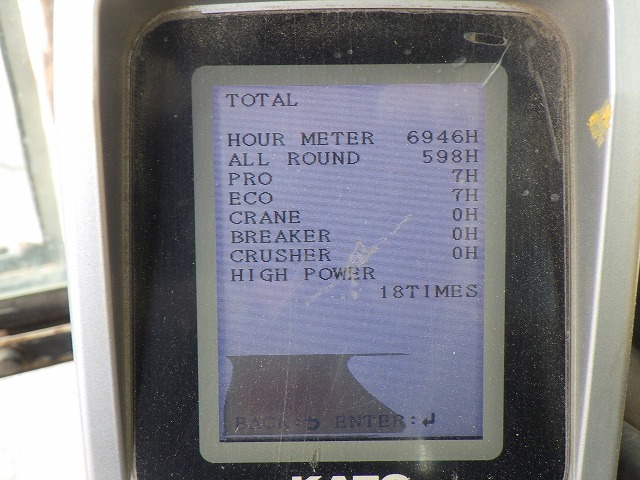 TOTAL
HOUR METER 6946H
ALL ROUND 598H
PRO 7H
ECO 7H
CRANE 0H
BREAKER 0H
CRUSHER 0H
HIGH POWER
18TIMES
BACK:⮌ ENTER:↲
KATO